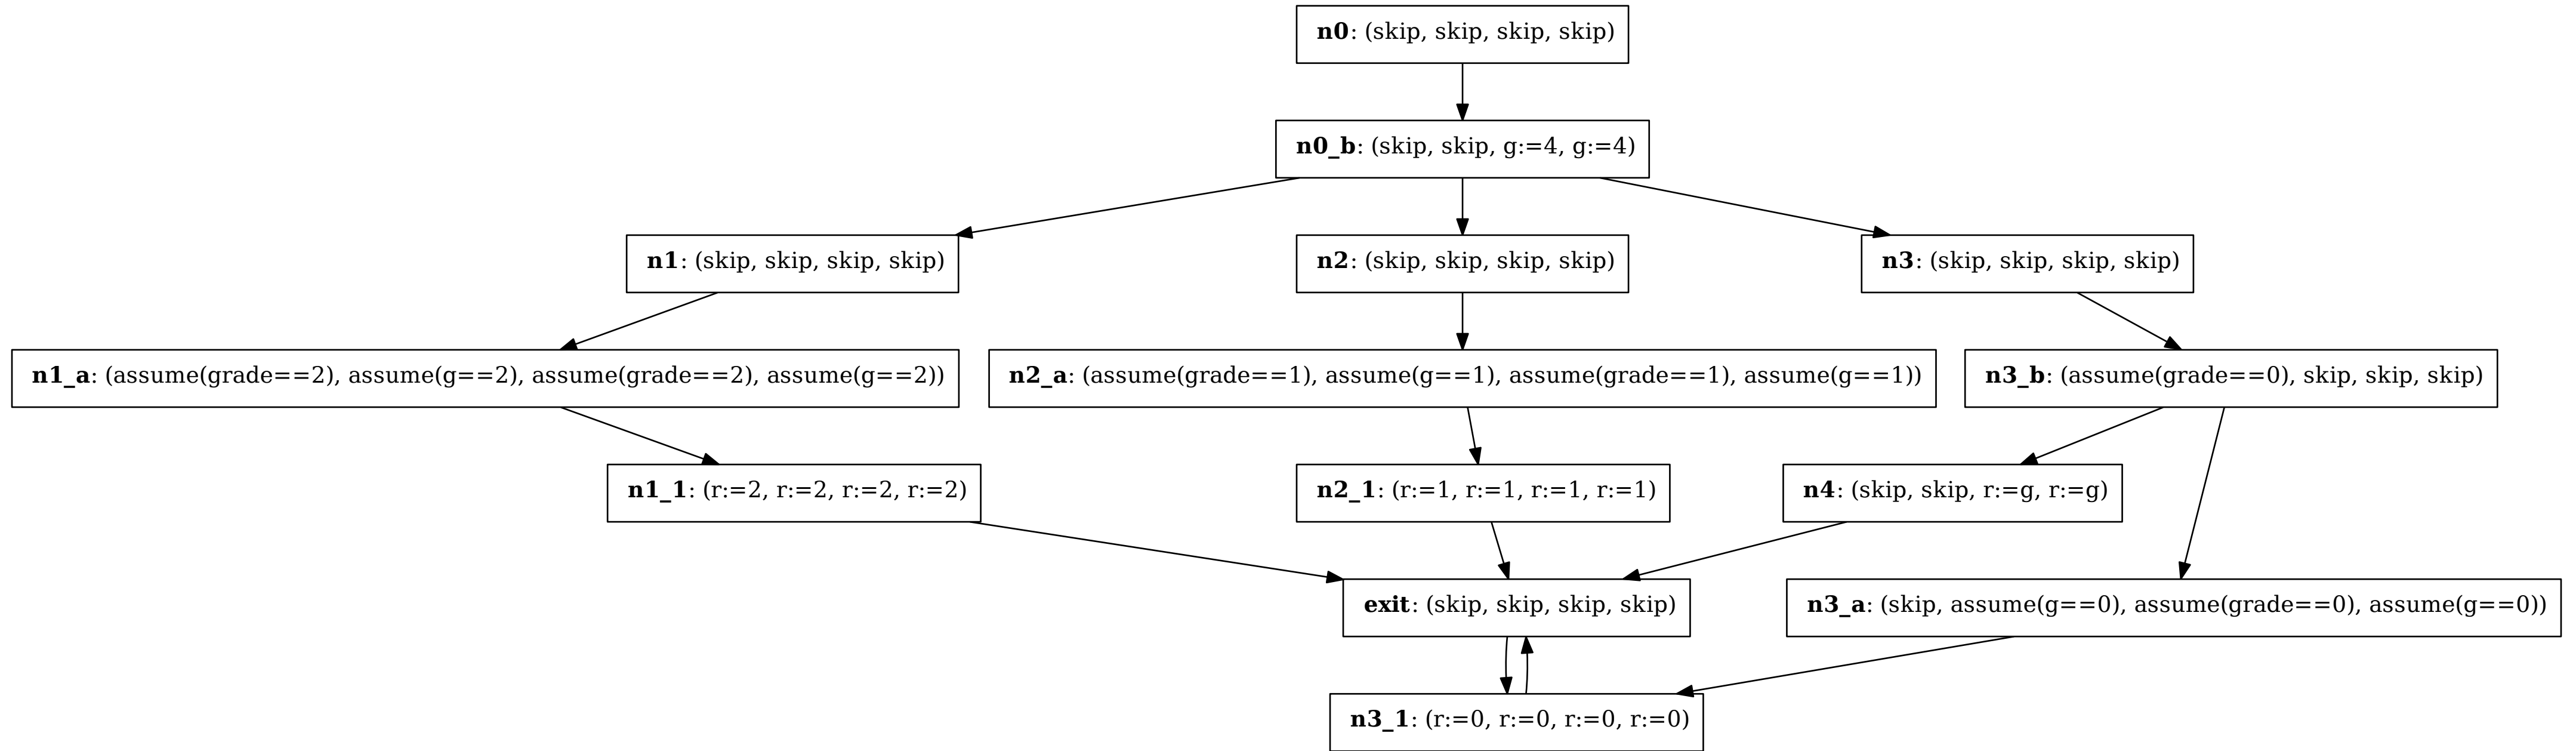 n0: (skip, skip, skip, skip)
n0_b: (skip, skip, g:=4, g:=4)
n1: (skip, skip, skip, skip)
n2: (skip, skip, skip, skip)
n3: (skip, skip, skip, skip)
n1_a: (assume(grade==2), assume(g==2), assume(grade==2), assume(g==2))
n2_a: (assume(grade==1), assume(g==1), assume(grade==1), assume(g==1))
n3_b: (assume(grade==0), skip, skip, skip)
n1_1: (r:=2, r:=2, r:=2, r:=2)
n2_1: (r:=1, r:=1, r:=1, r:=1)
n4: (skip, skip, r:=g, r:=g)
exit: (skip, skip, skip, skip)
n3_a: (skip, assume(g==0), assume(grade==0), assume(g==0))
n3_1: (r:=0, r:=0, r:=0, r:=0)